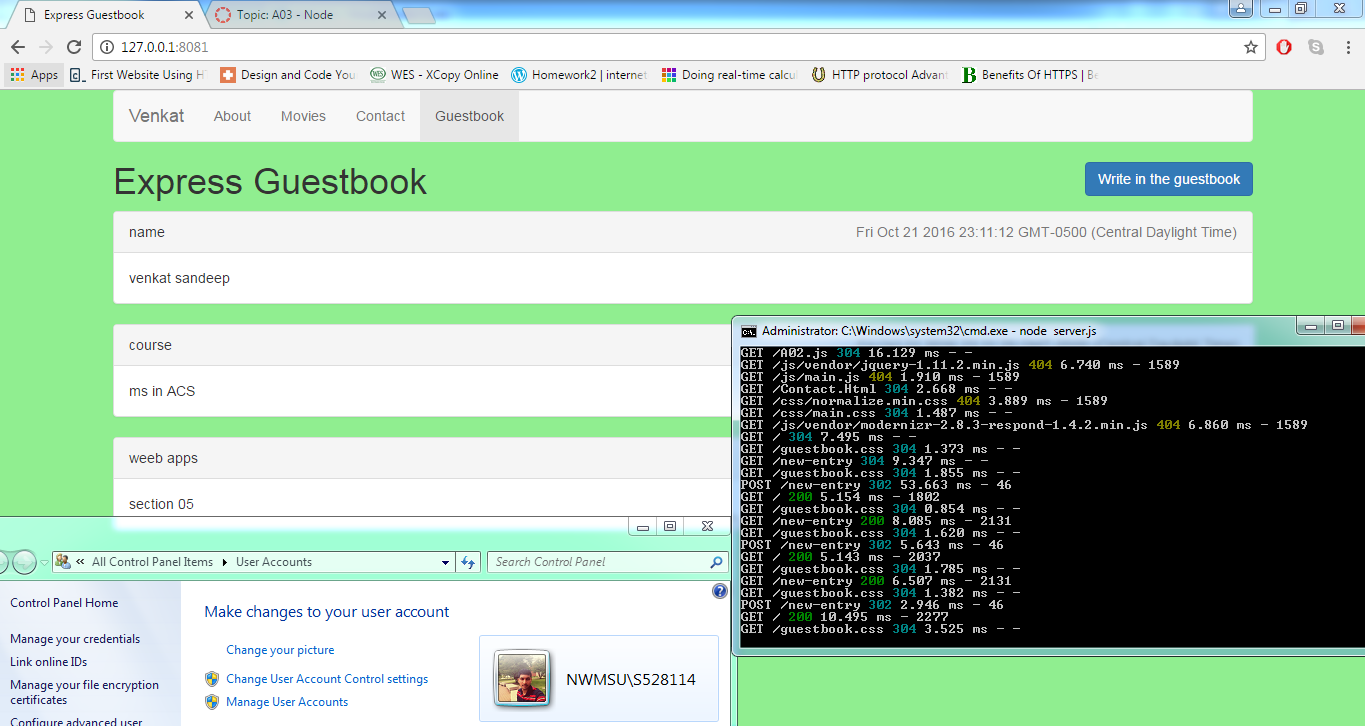 Express Guestbook
Topic: A03 - Node
127.0.0.1:8081
Apps First Website Using H Design and Code You WES - XCopy Online Homework2 | internet Doing real-time calcu HTTP protocol Advant Benefits Of HTTPS | Be
Venkat About Movies Contact Guestbook
Express Guestbook
Write in the guestbook
name Fri Oct 21 2016 23:11:12 GMT-0500 (Central Daylight Time)
venkat sandeep
course
ms in ACS
weeb apps
section 05
Administrator: C:\Windows\system32\cmd.exe - node server.js
GET /A02.js 304 16.129 ms - -
GET /js/vendor/jquery-1.11.2.min.js 404 6.740 ms - 1589
GET /js/main.js 404 1.910 ms - 1589
GET /Contact.Html 304 2.668 ms - -
GET /css/normalize.min.css 404 3.889 ms - 1589
GET /css/main.css 304 1.487 ms - -
GET /js/vendor/modernizr-2.8.3-respond-1.4.2.min.js 404 6.860 ms - 1589
GET / 304 7.495 ms - -
GET /guestbook.css 304 1.373 ms - -
GET /new-entry 304 9.347 ms - -
GET /guestbook.css 304 1.855 ms - -
POST /new-entry 302 53.663 ms - 46
GET / 200 5.154 ms - 1802
GET /guestbook.css 304 0.854 ms - -
GET /new-entry 200 8.085 ms - 2131
GET /guestbook.css 304 1.620 ms - -
POST /new-entry 302 5.643 ms - 46
GET / 200 5.143 ms - 2037
GET /guestbook.css 304 1.785 ms - -
GET /new-entry 200 6.507 ms - 2131
GET /guestbook.css 304 1.382 ms - -
POST /new-entry 302 2.946 ms - 46
GET / 200 10.495 ms - 2277
GET /guestbook.css 304 3.525 ms - -
« All Control Panel Items User Accounts
Search Control Panel
Control Panel Home
Manage your credentials
Link online IDs
Manage your file encryption
certificates
Configure advanced user
Make changes to your user account
Change your picture
Change User Account Control settings
Manage User Accounts
NWMSU\S528114